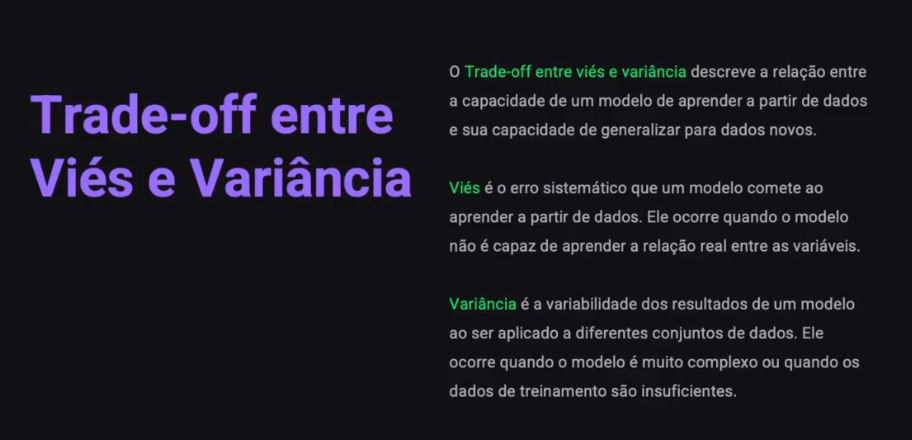 Trade-off entre
Viés e Variância
O Trade-off entre viés e variância descreve a relação entre
a capacidade de um modelo de aprender a partir de dados
e sua capacidade de generalizar para dados novos.
Viés é o erro sistemático que um modelo comete ao
aprender a partir de dados. Ele ocorre quando o modelo
não é capaz de aprender a relação real entre as variáveis.
Variância é a variabilidade dos resultados de um modelo
ao ser aplicado a diferentes conjuntos de dados. Ele
ocorre quando o modelo é muito complexo ou quando os
dados de treinamento são insuficientes.